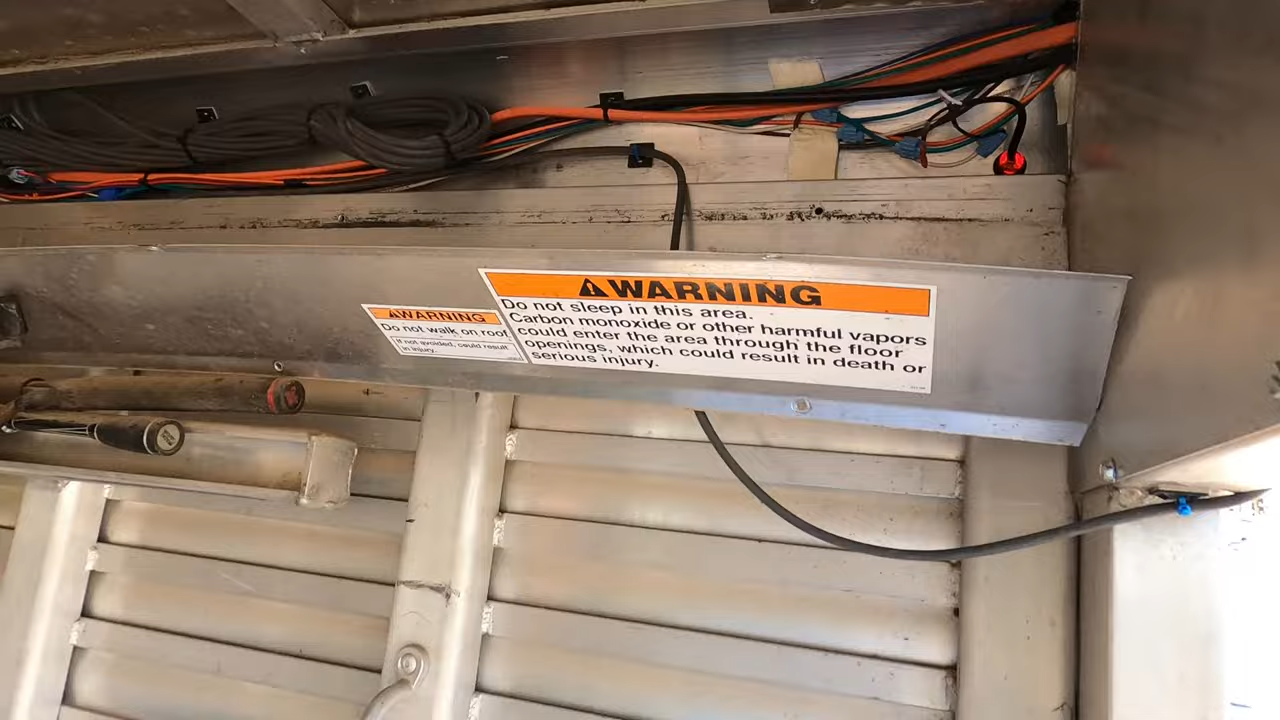 WARNING
Do not sleep in this area.
Carbon monoxide or other harmful vapors
could enter the area through the floor
openings, which could result in death or
serious injury.
WARNING
Do not walk on roof.
If not avoided, could result
in injury.